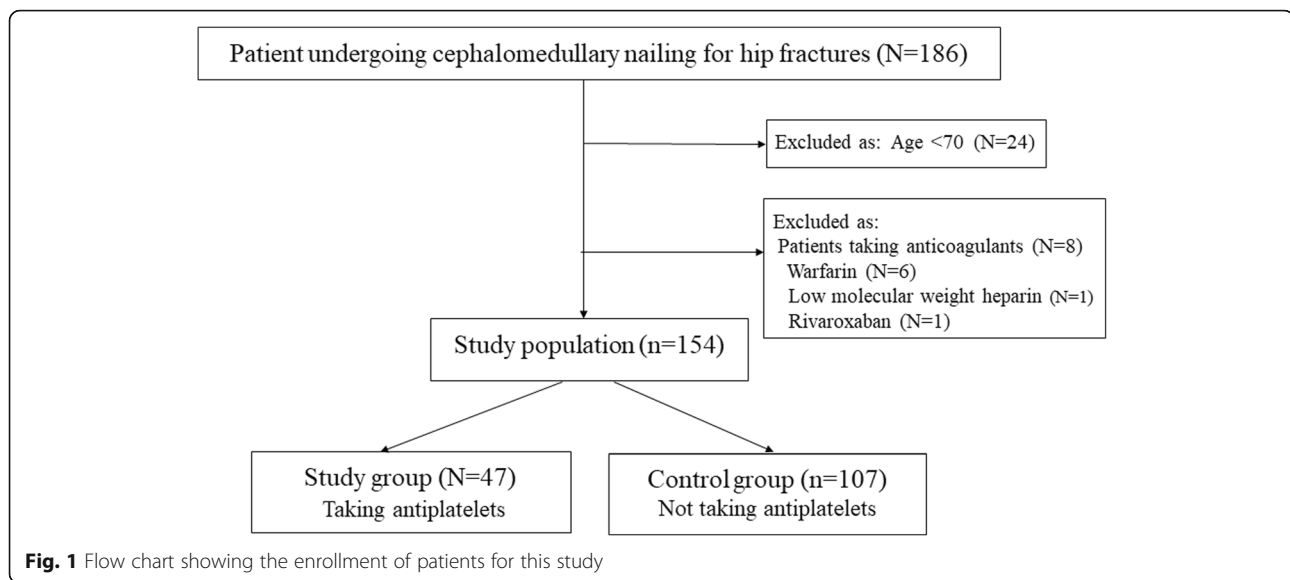 Patient undergoing cephalomedullary nailing for hip fractures (N=186)
Excluded as: Age <70 (N=24)
Excluded as:
Patients taking anticoagulants (N=8)
Warfarin (N=6)
Low molecular weight heparin (N=1)
Rivaroxaban (N=1)
Study population (n=154)
Study group (N=47)
Taking antiplatelets
Control group (n=107)
Not taking antiplatelets
Fig. 1 Flow chart showing the enrollment of patients for this study